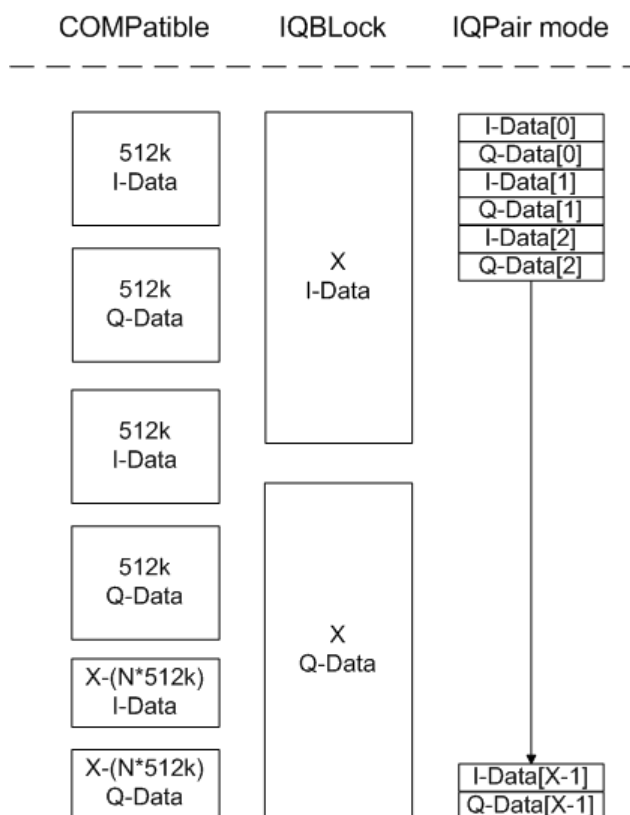 COMPatible
IQBLock
IQPair mode
512k
I-Data
512k
Q-Data
512k
I-Data
512k
Q-Data
X-(N*512k)
I-Data
X-(N*512k)
Q-Data
X
I-Data
X
Q-Data
I-Data[0]
Q-Data[0]
I-Data[1]
Q-Data[1]
I-Data[2]
Q-Data[2]
I-Data[X-1]
Q-Data[X-1]